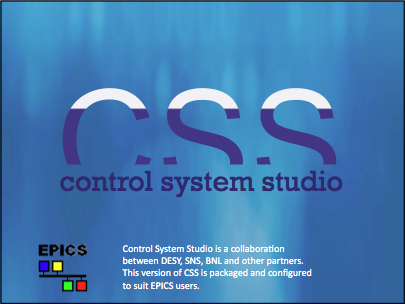 CSS
control system studio
EPICS
Control System Studio is a collaboration
between DESY, SNS, BNL and other partners.
This version of CSS is packaged and configured
to suit EPICS users.